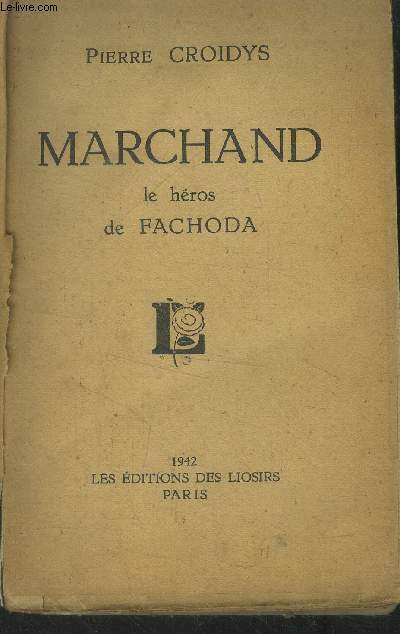 Le-livre.com
PIERRE CROIDYS
MARCHAND
le héros
de FACHODA
L
1942
LES ÉDITIONS DES LIOSIRS
PARIS